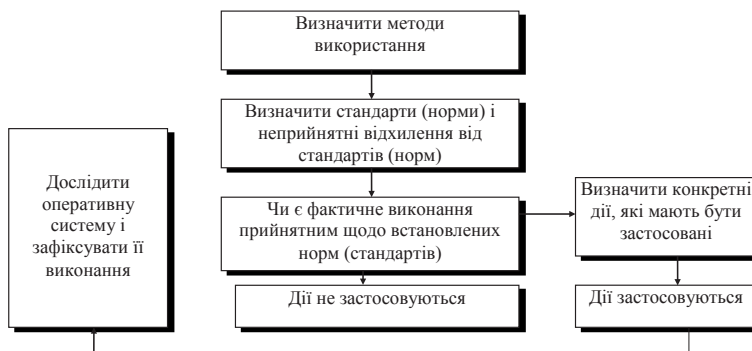 Визначити методи
використання
Визначити стандарти (норми) і
неприйнятні відхилення від
стандартів (норм)
Дослідити
оперативну
систему і
зафіксувати її
виконання
Чи є фактичне виконання
прийнятним щодо встановлених
норм (стандартів)
Визначити конкретні
дії, які мають бути
застосовані
Дії не застосовуються
Дії застосовуються